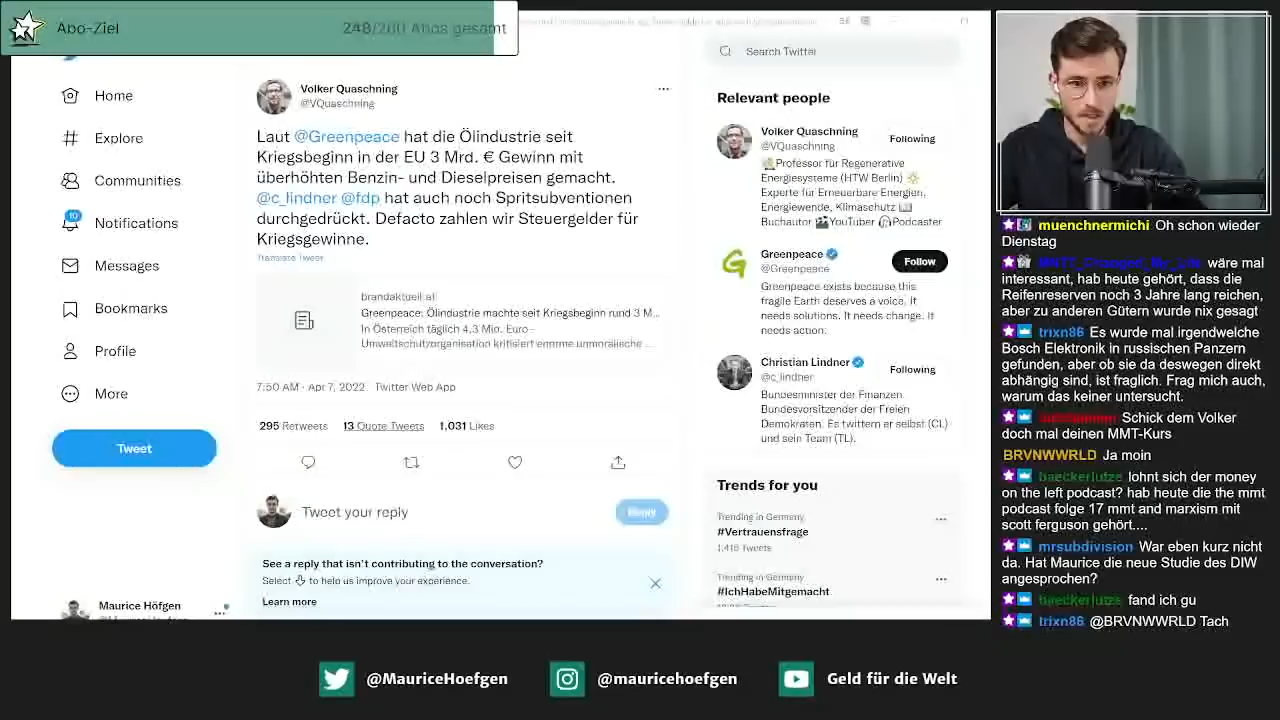 Abo-Ziel
248/260 Abos gesamt
Search Twitter
Home
Explore
Communities
10
Notifications
Messages
Bookmarks
Profile
More
Tweet
Maurice Höfgen
Volker Quaschning
@VQuaschning
Laut @Greenpeace hat die Ölindustrie seit
Kriegsbeginn in der EU 3 Mrd. € Gewinn mit
überhöhten Benzin- und Dieselpreisen gemacht.
@c_lindner @fdp hat auch noch Spritsubventionen
durchgedrückt. Defacto zahlen wir Steuergelder für
Kriegsgewinne.
Translate Tweet
brandaktuell.at
Greenpeace: Ölindustrie machte seit Kriegsbeginn rund 3 M...
In Österreich täglich 4,3 Mio. Euro –
Umweltschutzorganisation kritisiert
7:50 AM · Apr 7, 2022 · Twitter Web App
295 Retweets 13 Quote Tweets 1,031 Likes
Tweet your reply
Reply
See a reply that isn't contributing to the conversation?
Select to help us improve your experience.
Learn more
Relevant people
Volker Quaschning
@VQuaschning
Following
Professor für Regenerative
Energiesysteme (HTW Berlin)
Experte für Erneuerbare Energien,
Energiewende, Klimaschutz
Buchautor YouTuber Podcaster
Greenpeace
@Greenpeace
Follow
Greenpeace exists because this
fragile Earth deserves a voice. It
needs solutions. It needs change. It
needs action.
Christian Lindner
@c_lindner
Following
Bundesminister der Finanzen.
Bundesvorsitzender der Freien
Demokraten. Es twittern er selbst (CL)
und sein Team (TL).
Trends for you
Trending in Germany
#Vertrauensfrage
1,416 Tweets
Trending in Germany
#IchHabeMitgemacht
muenchnermichi Oh schon wieder
Dienstag
MMTT_Changed_My_Life wäre mal
interessant, hab heute gehört, dass die
Reifenreserven noch 3 Jahre lang reichen,
aber zu anderen Gütern wurde nix gesagt
trixn86 Es wurde mal irgendwelche
Bosch Elektronik in russischen Panzern
gefunden, aber ob sie da deswegen direkt
abhängig sind, ist fraglich. Frag mich auch,
warum das keiner untersucht.
Schick dem Volker
doch mal deinen MMT-Kurs
BRVNWWRLD Ja moin
baeckerlutze lohnt sich der money
on the left podcast? hab heute die the mmt
podcast folge 17 mmt and marxism mit
scott ferguson gehört....
mrsubdivision War eben kurz nicht
da. Hat Maurice die neue Studie des DIW
angesprochen?
baeckerlutze fand ich gu
trixn86 @BRVNWWRLD Tach
@MauriceHoefgen
@mauricehoefgen
Geld für die Welt